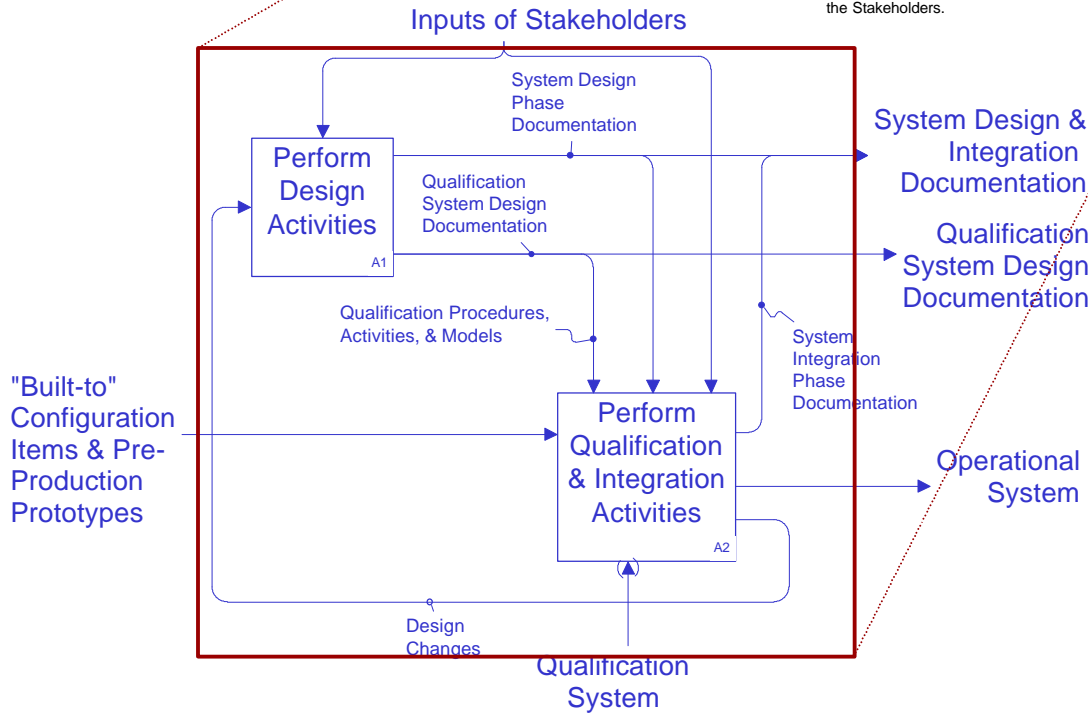 the Stakeholders.
Inputs of Stakeholders
System Design
Phase
Documentation
System Design &
Integration
Documentation
Perform
Design
Activities
A1
Qualification
System Design
Documentation
Qualification
System Design
Documentation
Qualification Procedures,
Activities, & Models
System
Integration
Phase
Documentation
"Built-to"
Configuration
Items & Pre-
Production
Prototypes
Perform
Qualification
& Integration
Activities
A2
Operational
System
Design
Changes
Qualification
System